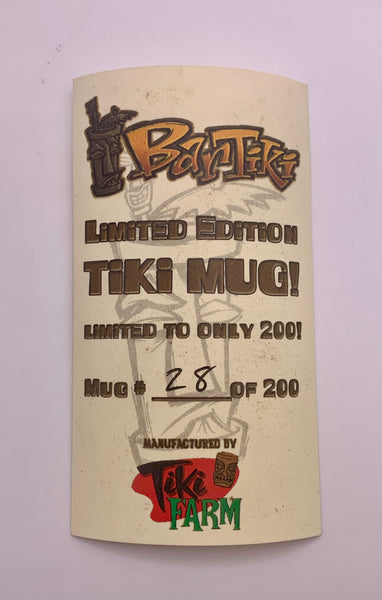 BarTiki
Limited Edition
Tiki Mug!
Limited to only 200!
Mug # 28 of 200
Manufactured by
Tiki
Farm